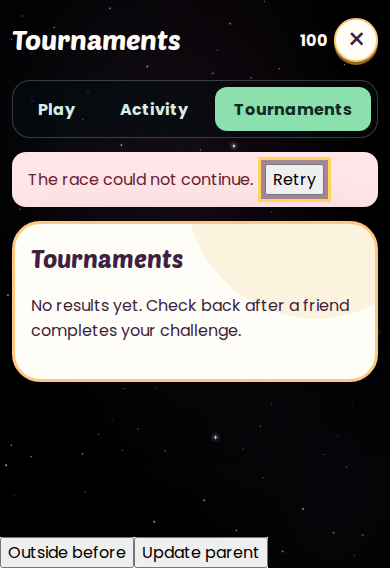 Tournaments
100 ×
Play Activity Tournaments
The race could not continue. Retry
Tournaments
No results yet. Check back after a friend
completes your challenge.
Outside before Update parent